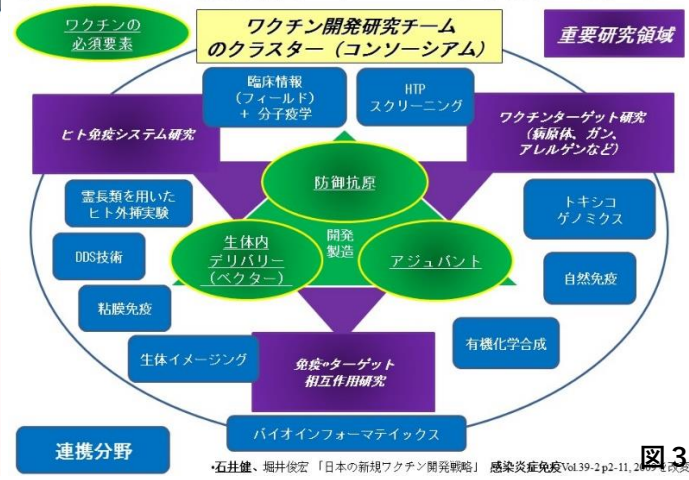 ワクチンの
必須要素
ワクチン開発研究チーム
のクラスター（コンソーシアム）
重要研究領域
臨床情報
（フィールド）
+ 分子疫学
HTP
スクリーニング
ヒト免疫システム研究
ワクチンターゲット研究
（病原体、ガン、
アレルゲンなど）
防御抗原
霊長類を用いた
ヒト外挿実験
トキシコ
ゲノミクス
生体内
デリバリー
（ベクター）
開発
製造
アジュバント
DDS技術
自然免疫
粘膜免疫
生体イメージング
免疫⇔ターゲット
相互作用研究
有機化学合成
バイオインフォーマテイックス
連携分野
・石井健、堀井俊宏 「日本の新規ワクチン開発戦略」 感染炎症免疫Vol.39-2 p2-11, 2009を改変
図3